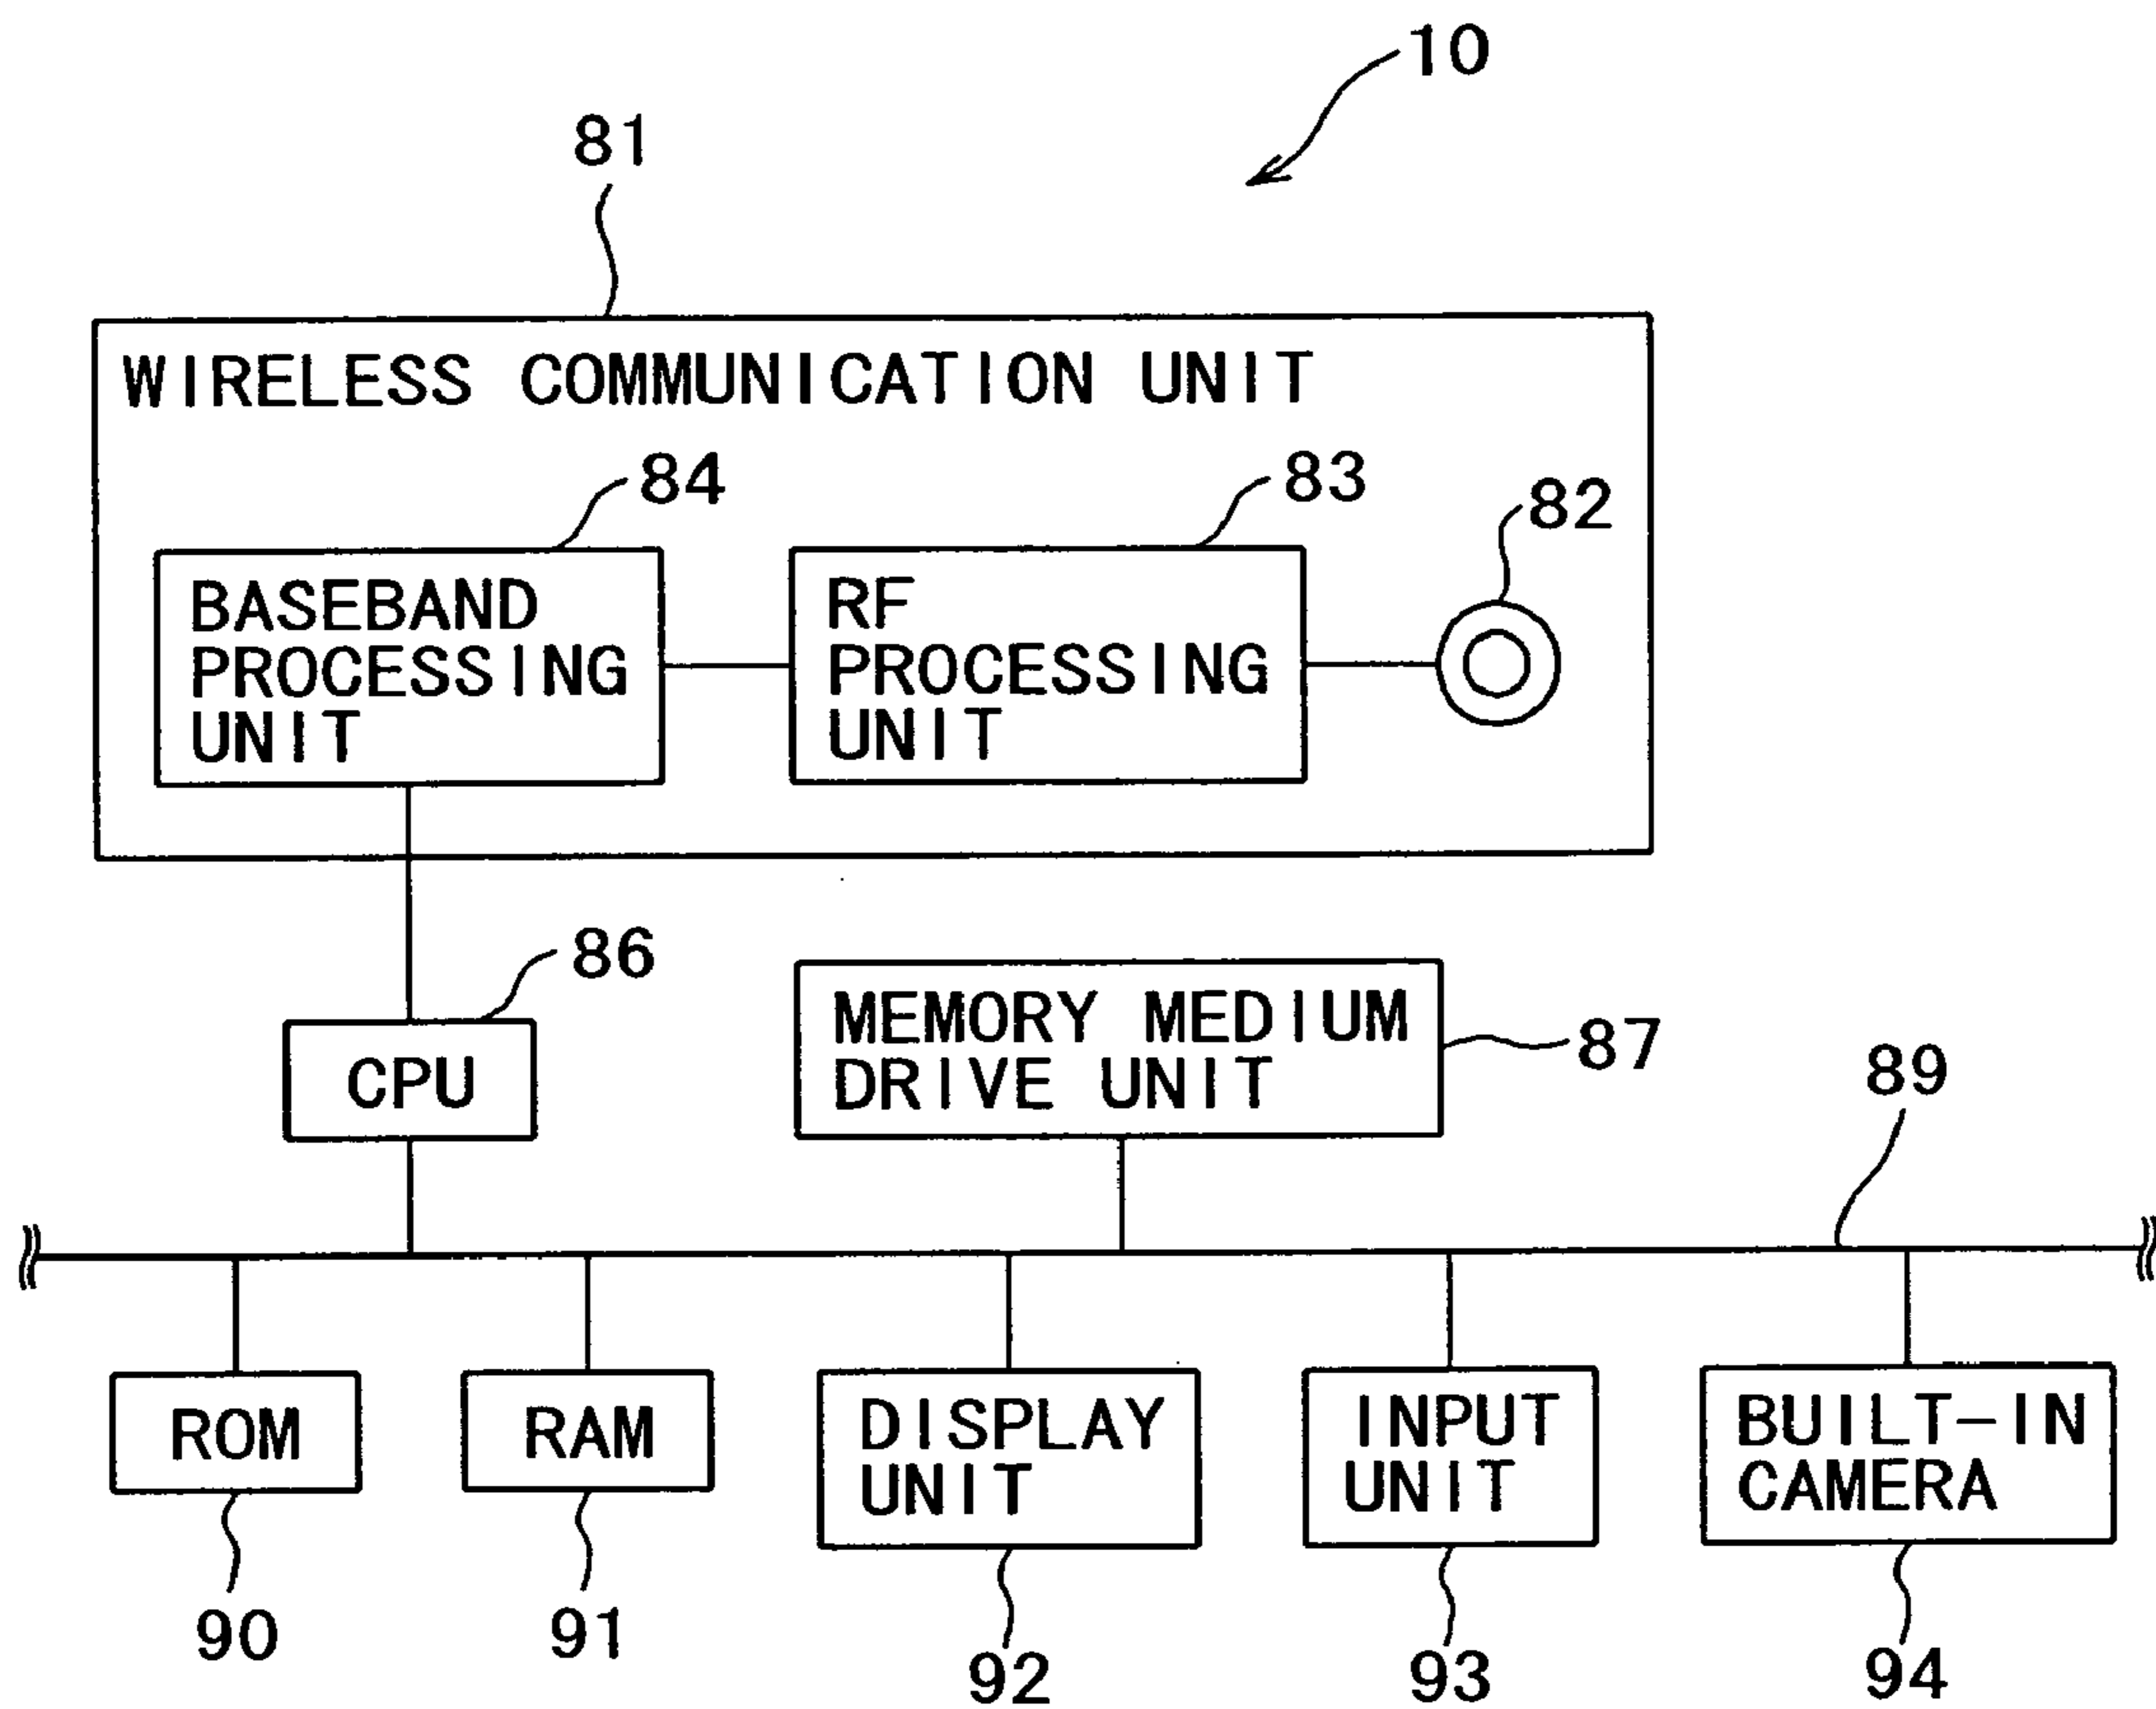 10
81
WIRELESS COMMUNICATION UNIT
84
83
82
BASEBAND
PROCESSING
UNIT
RF
PROCESSING
UNIT
86
CPU
MEMORY MEDIUM
DRIVE UNIT
87
89
ROM
RAM
DISPLAY
UNIT
INPUT
UNIT
BUILT-IN
CAMERA
90
91
92
93
94